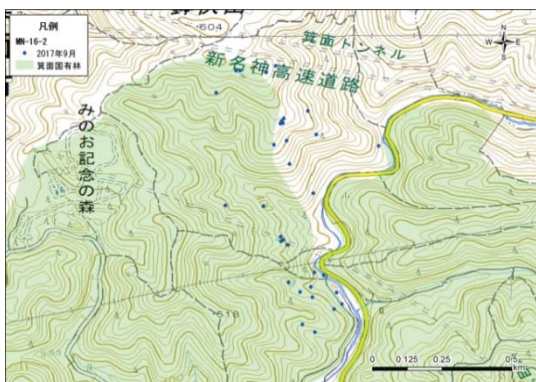 凡例
MN-16-2
2017年9月
箕面国有林
604
箕面トンネル
新名神高速道路
N
W
E
S
みのお記念の森
518
0
0.125
0.25
0.5
km